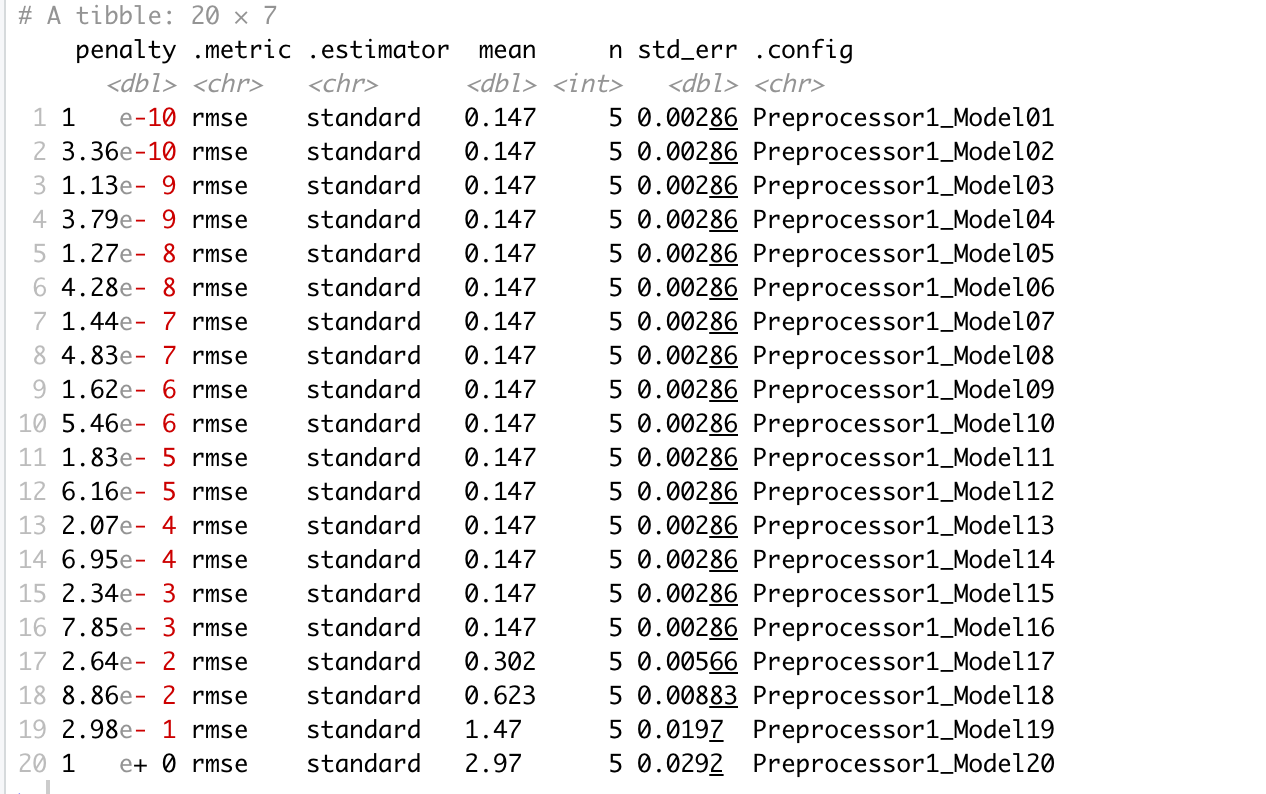 # A tibble: 20 × 7
penalty .metric .estimator mean n std_err .config
<dbl> <chr> <chr> <dbl> <int> <dbl> <chr>
1 1 e-10 rmse standard 0.147 5 0.00286 Preprocessor1_Model01
2 3.36e-10 rmse standard 0.147 5 0.00286 Preprocessor1_Model02
3 1.13e- 9 rmse standard 0.147 5 0.00286 Preprocessor1_Model03
4 3.79e- 9 rmse standard 0.147 5 0.00286 Preprocessor1_Model04
5 1.27e- 8 rmse standard 0.147 5 0.00286 Preprocessor1_Model05
6 4.28e- 8 rmse standard 0.147 5 0.00286 Preprocessor1_Model06
7 1.44e- 7 rmse standard 0.147 5 0.00286 Preprocessor1_Model07
8 4.83e- 7 rmse standard 0.147 5 0.00286 Preprocessor1_Model08
9 1.62e- 6 rmse standard 0.147 5 0.00286 Preprocessor1_Model09
10 5.46e- 6 rmse standard 0.147 5 0.00286 Preprocessor1_Model10
11 1.83e- 5 rmse standard 0.147 5 0.00286 Preprocessor1_Model11
12 6.16e- 5 rmse standard 0.147 5 0.00286 Preprocessor1_Model12
13 2.07e- 4 rmse standard 0.147 5 0.00286 Preprocessor1_Model13
14 6.95e- 4 rmse standard 0.147 5 0.00286 Preprocessor1_Model14
15 2.34e- 3 rmse standard 0.147 5 0.00286 Preprocessor1_Model15
16 7.85e- 3 rmse standard 0.147 5 0.00286 Preprocessor1_Model16
17 2.64e- 2 rmse standard 0.302 5 0.00566 Preprocessor1_Model17
18 8.86e- 2 rmse standard 0.623 5 0.00883 Preprocessor1_Model18
19 2.98e- 1 rmse standard 1.47 5 0.0197 Preprocessor1_Model19
20 1 e+ 0 rmse standard 2.97 5 0.0292 Preprocessor1_Model20